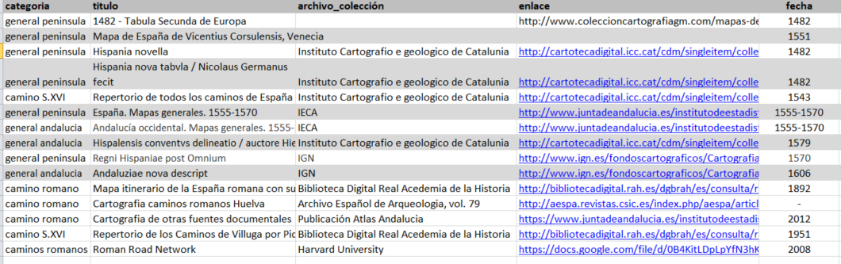 categoria titulo archivo_colección enlace fecha
general peninsula 1482 - Tabula Secunda de Europa http://www.coleccioncartografiagm.com/mapas-de 1482
general peninsula Mapa de España de Vicentius Corsulensis, Venecia 1551
general peninsula Hispania novella Instituto Cartografio e geologico de Catalunia http://cartotecadigital.icc.cat/cdm/singleitem/colle 1482
Hispania nova tabvla / Nicolaus Germanus
general peninsula fecit Instituto Cartografio e geologico de Catalunia http://cartotecadigital.icc.cat/cdm/singleitem/colle 1482
camino S.XVI Repertorio de todos los caminos de España Instituto Cartografio e geologico de Catalunia http://cartotecadigital.icc.cat/cdm/singleitem/colle 1543
general peninsula España. Mapas generales. 1555-1570 IECA http://www.juntadeandalucia.es/institutodeestadis 1555-1570
general andalucia Andalucía occidental. Mapas generales. 1555- IECA http://www.juntadeandalucia.es/institutodeestadis 1555-1570
general andalucia Hispalensis conventvs delineatio / auctore Hie Instituto Cartografio e geologico de Catalunia http://cartotecadigital.icc.cat/cdm/singleitem/colle 1579
general peninsula Regni Hispaniae post Omnium IGN http://www.ign.es/fondoscartograficos/Cartografia 1570
general andalucia Andaluziae nova descript IGN http://www.ign.es/fondoscartograficos/Cartografia 1606
camino romano Mapa itinerario de la España romana con su Biblioteca Digital Real Acedemia de la Historia http://bibliotecadigital.rah.es/dgbrah/es/consulta/r 1892
camino romano Cartografia caminos romanos Huelva Archivo Español de Arqueologia, vol. 79 http://aespa.revistas.csic.es/index.php/aespa/articl -
camino romano Cartografia de otras fuentes documentales Publicación Atlas Andalucia https://www.juntadeandalucia.es/institutodeestadi 2012
camino S.XVI Repertorio de los Caminos de Villuga por Pic Biblioteca Digital Real Acedemia de la Historia http://bibliotecadigital.rah.es/dgbrah/es/consulta/r 1951
caminos romanos Roman Road Network Harvard University https://docs.google.com/file/d/0B4KitLDpLpYfN3hK 2008